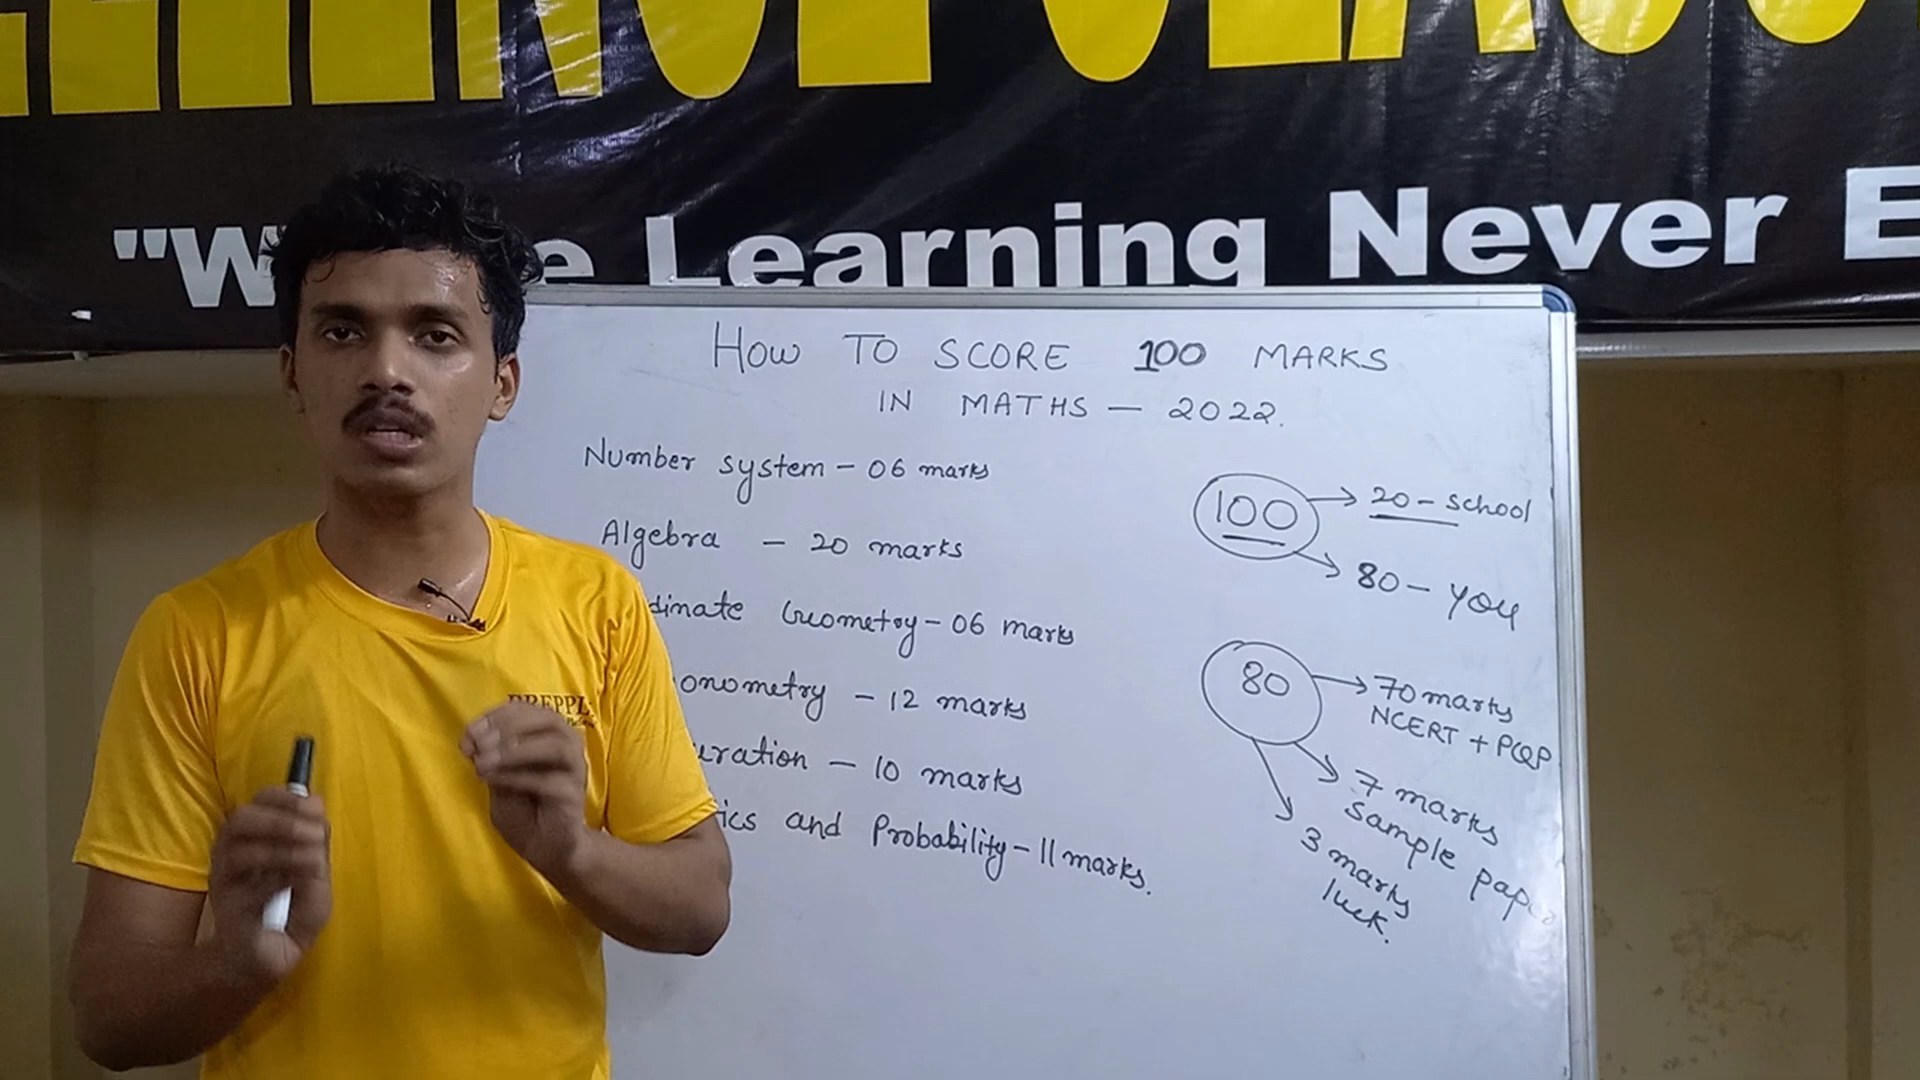 "W e Learning Never E
HOW TO SCORE 100 MARKS
IN MATHS — 2022.
Number system – 06 marks
Algebra – 20 marks
dinate Geometry – 06 marks
onometry – 12 marks
uration – 10 marks
ics and Probability – 11 marks.
100
20 – school
80 – you
80
70 marks
NCERT + PQP
7 marks
Sample pape
3 marks
luck.
PREPPL